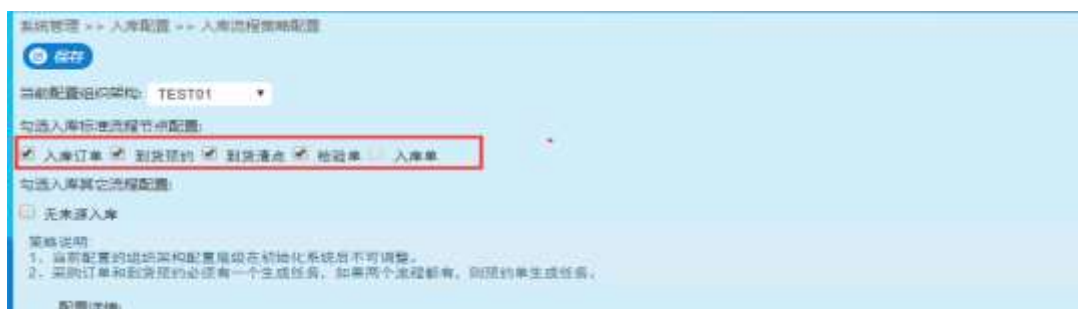 系统管理 >> 入库配置 >> 入库流程策略配置
保存
当前配置组织架构: TEST01
勾选入库标准流程节点配置:
入库订单 到货预约 到货清点 检验单 入库单
勾选入库其它流程配置:
无来源入库
策略说明:
1、当前配置的组织架构配置层级在初始化系统后不可调整。
2、采购订单和到货预约必须有一个生成任务，如果两个流程都有，则预约单生成任务。
配置详情: